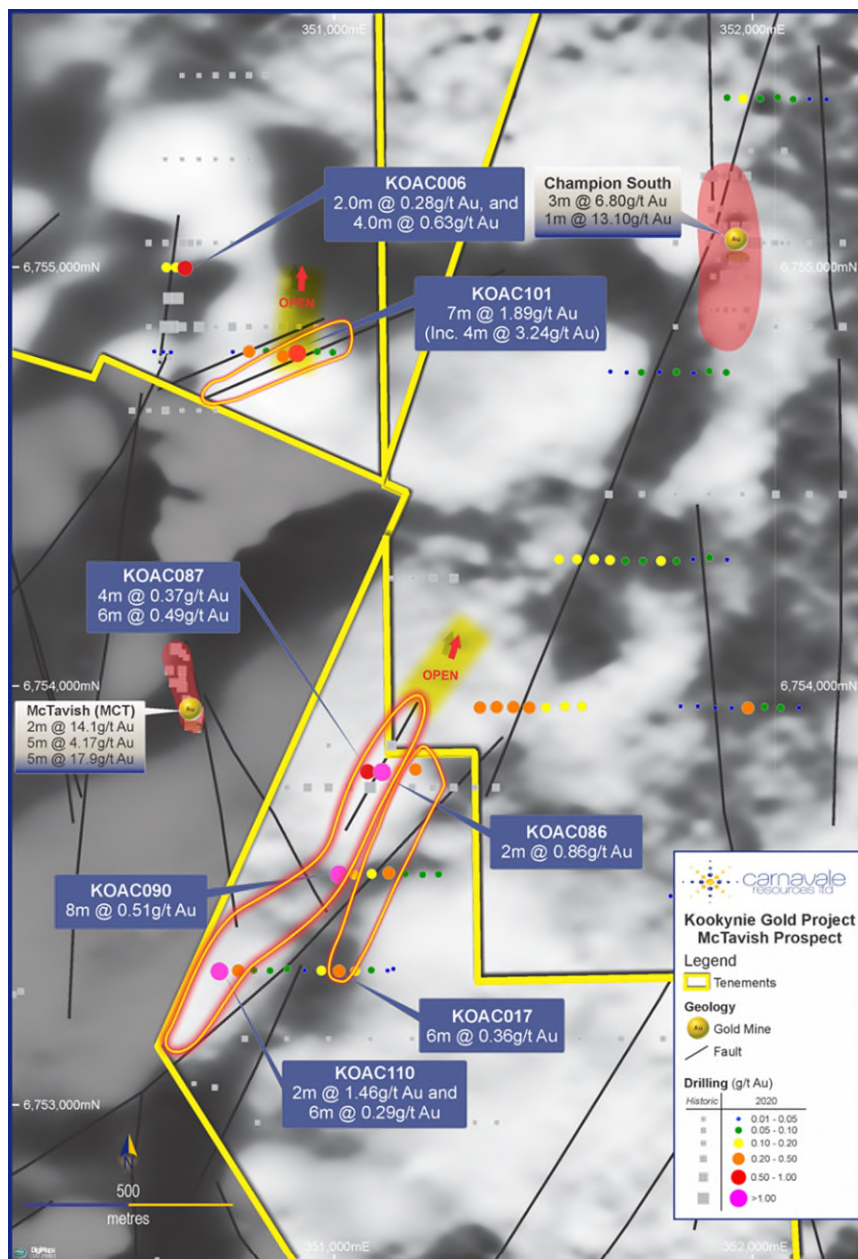 351,000mE
352,000mE
KOAC006
2.0m @ 0.28g/t Au, and
4.0m @ 0.63g/t Au
Champion South
3m @ 6.80g/t Au
1m @ 13.10g/t Au
Au
6,755,000mN
6,755,000mN
OPEN
KOAC101
7m @ 1.89g/t Au
(Inc. 4m @ 3.24g/t Au)
KOAC087
4m @ 0.37g/t Au
6m @ 0.49g/t Au
OPEN
6,754,000mN
6,754,000mN
McTavish (MCT)
2m @ 14.1g/t Au
5m @ 4.17g/t Au
5m @ 17.9g/t Au
Au
KOAC086
2m @ 0.86g/t Au
KOAC090
8m @ 0.51g/t Au
KOAC017
6m @ 0.36g/t Au
KOAC110
2m @ 1.46g/t Au and
6m @ 0.29g/t Au
6,753,000mN
N
500
metres
carnavale
resources ltd
Kookynie Gold Project
McTavish Prospect
Legend
Tenements
Geology
Au Gold Mine
Fault
Drilling (g/t Au)
Historic 2020
0.01 - 0.05
0.05 - 0.10
0.10 - 0.20
0.20 - 0.50
0.50 - 1.00
>1.00
351,000mE
352,000mE